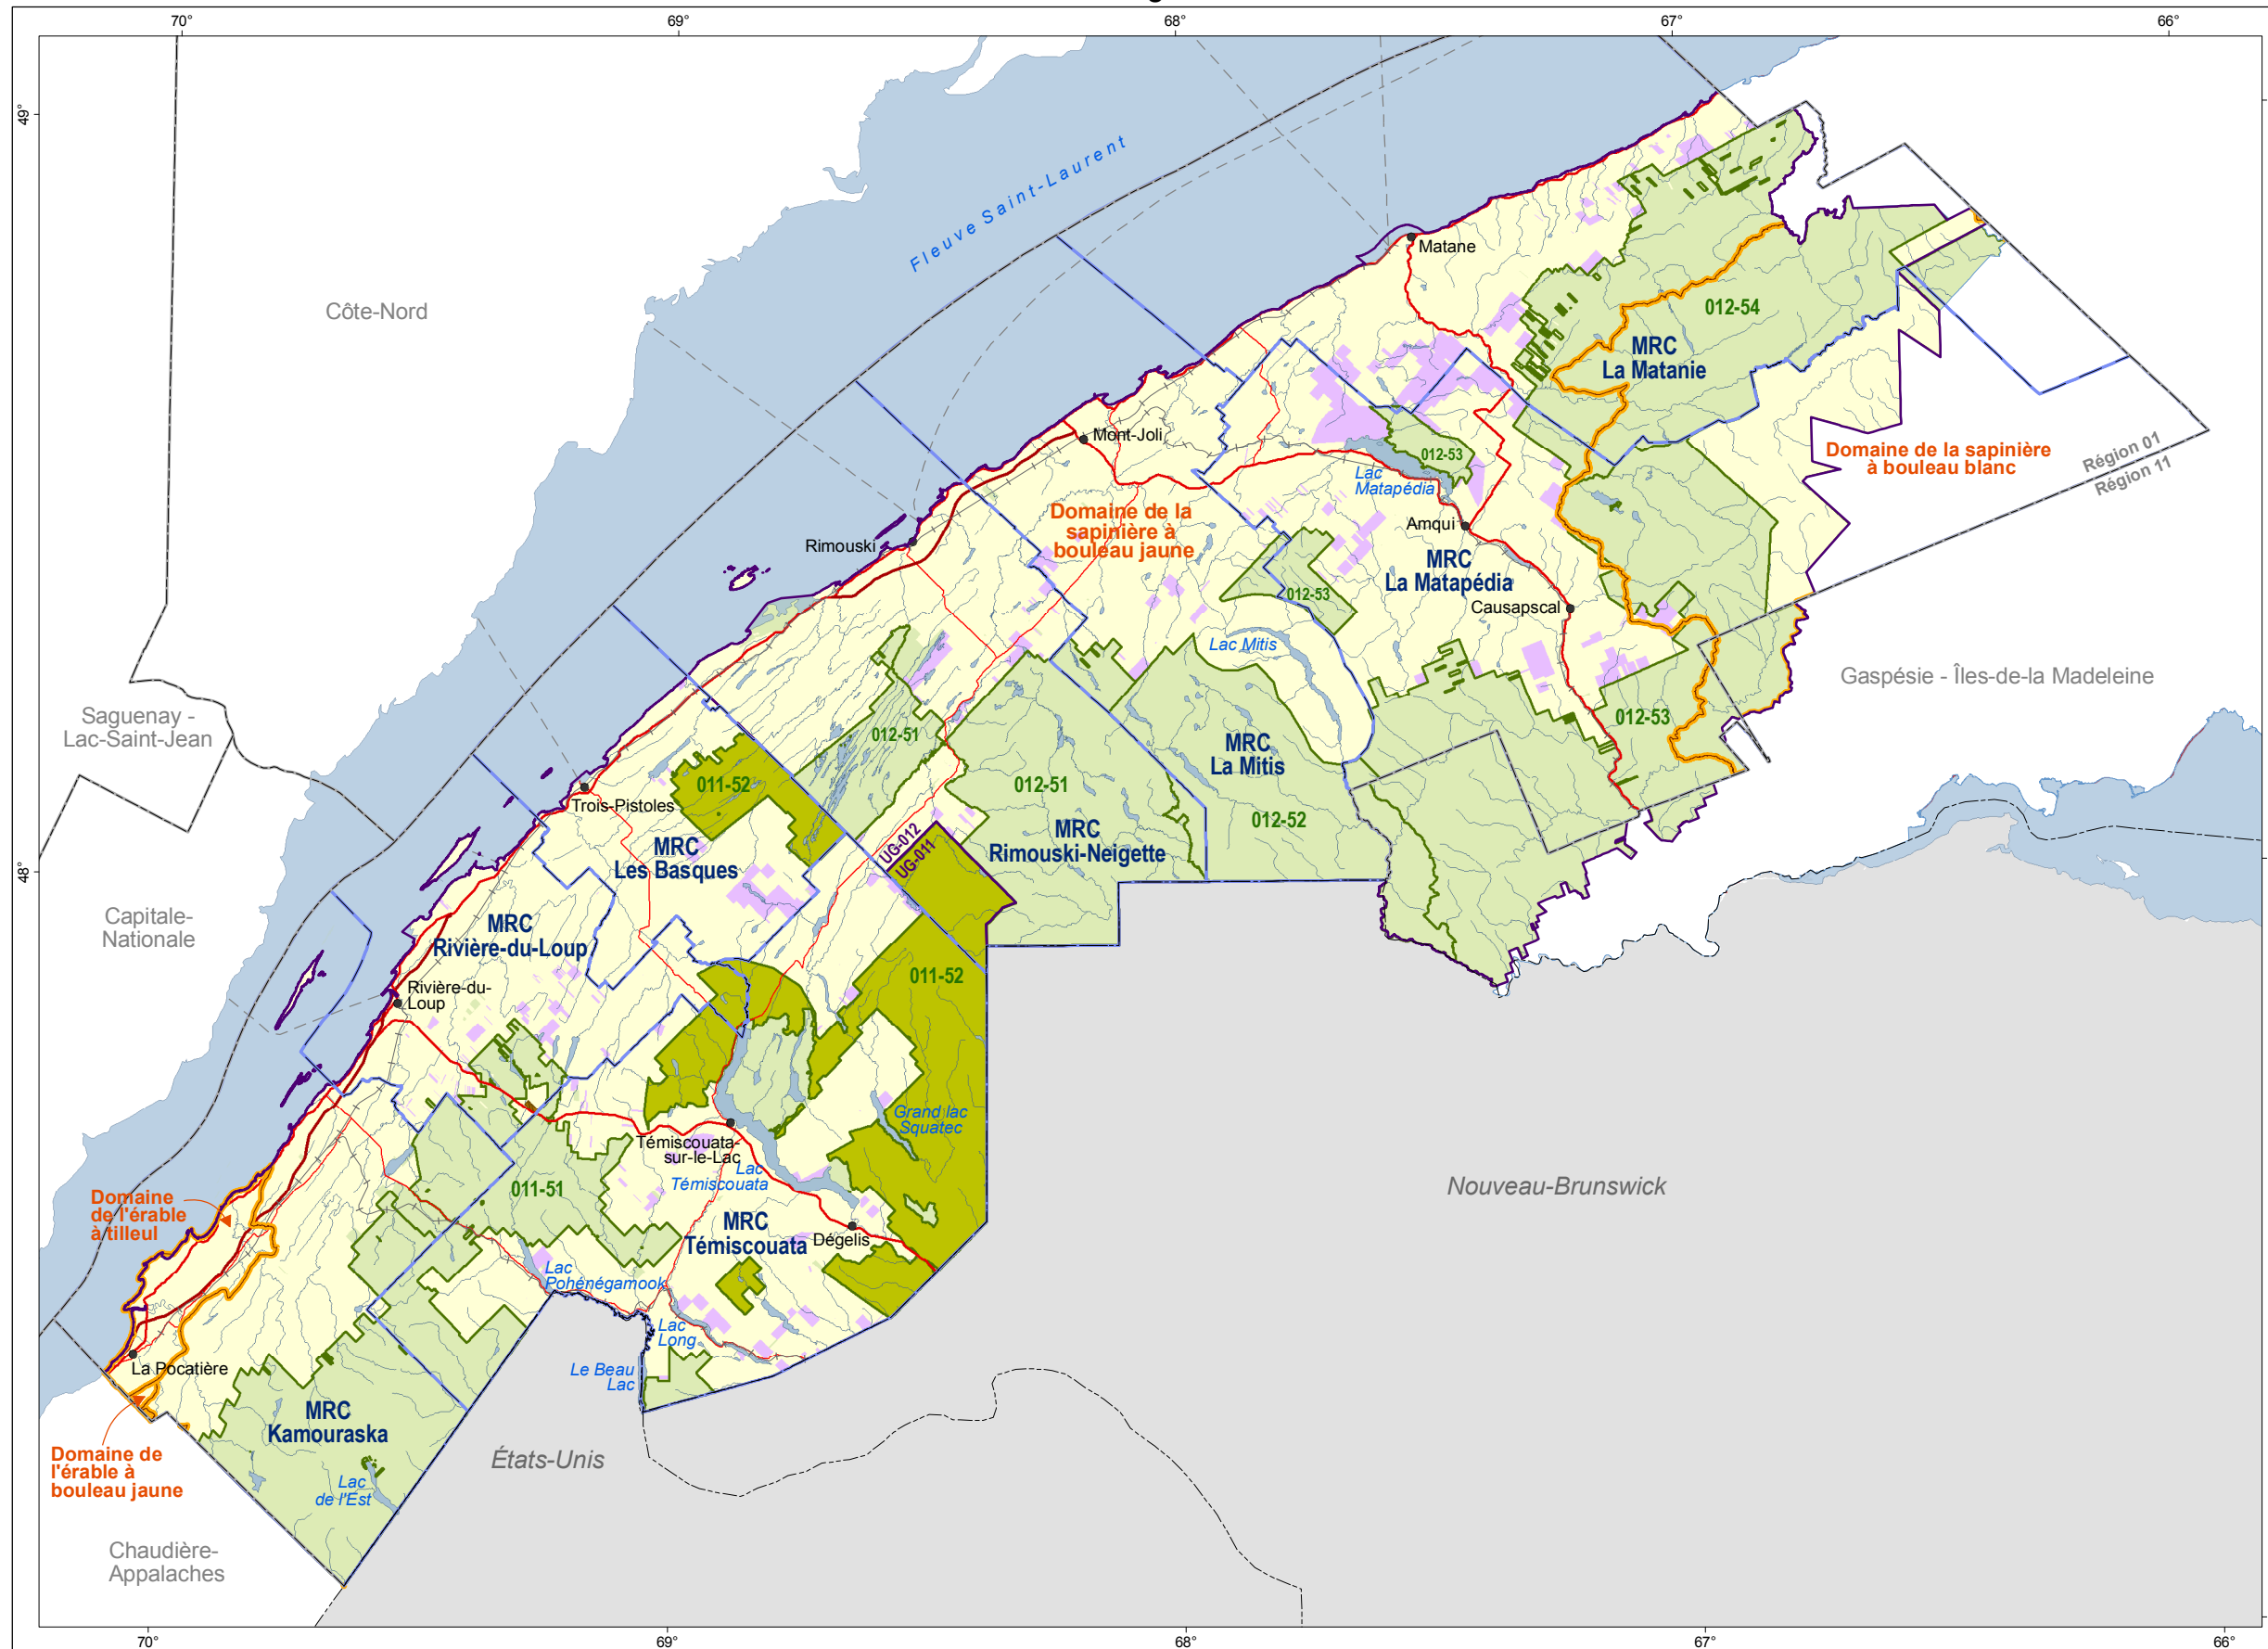 70°
69°
68°
67°
66°
49°
48°
Fleuve Saint-Laurent
Côte-Nord
Matane
012-54
MRC
La Matanie
Mont-Joli
012-53
Lac
Matapédia
Domaine de la sapinière
à bouleau blanc
Région 01
Région 11
Domaine de la
sapinière à
bouleau jaune
Rimouski
Amqui
MRC
La Matapédia
012-53
Causapscal
Lac Mitis
Gaspésie - Îles-de-la Madeleine
Saguenay -
Lac-Saint-Jean
012-51
012-53
MRC
La Mitis
011-52
012-51
Trois-Pistoles
012-52
MRC
Rimouski-Neigette
UG-012
UG-011
MRC
Les Basques
Capitale-
Nationale
MRC
Rivière-du-Loup
011-52
Rivière-du-
Loup
Grand lac
Squatec
Témiscouata-
sur-le-Lac
Lac
Témiscouata
Nouveau-Brunswick
Domaine
de l'érable
à tilleul
011-51
MRC
Témiscouata
Dégelis
Lac
Pohénégamook
Lac
Long
La Pocatière
Le Beau
Lac
MRC
Kamouraska
Domaine de
l'érable à
bouleau jaune
Lac
de l'Est
États-Unis
Chaudière-
Appalaches
70°
69°
68°
67°
66°